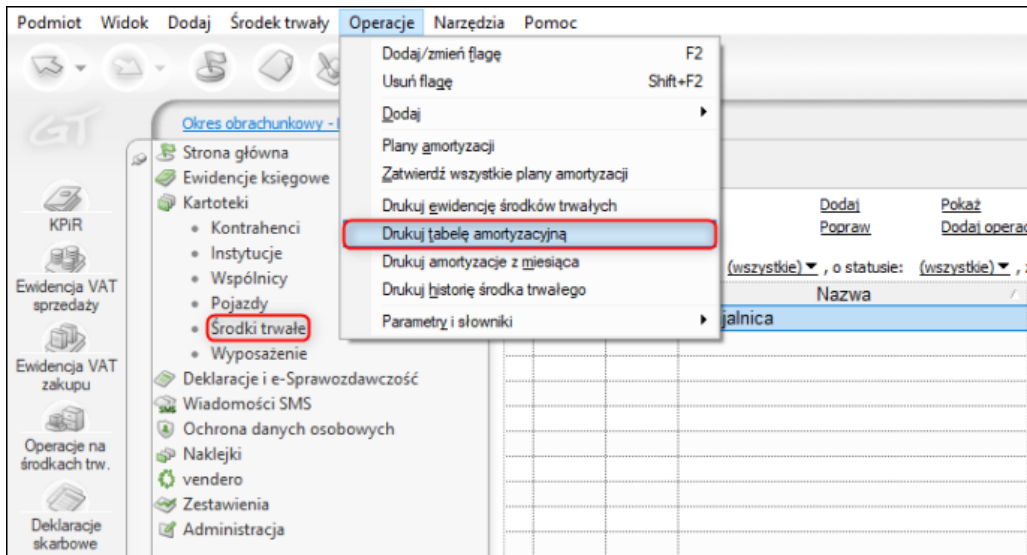 Podmiot Widok Dodaj Środek trwały Operacje Narzędzia Pomoc
Dodaj/zmień flagę F2
Usuń flagę Shift+F2
Dodaj
Plany amortyzacji
Zatwierdź wszystkie plany amortyzacji
Drukuj ewidencję środków trwałych
Drukuj tabelę amortyzacyjną
Drukuj amortyzacje z miesiąca
Drukuj historię środka trwałego
Parametry i słowniki
GT
KPiR
Ewidencja VAT
sprzedaży
Ewidencja VAT
zakupu
Operacje na
środkach trw.
Deklaracje
skarbowe
Okres obrachunkowy -
Strona główna
Ewidencje księgowe
Kartoteki
Kontrahenci
Instytucje
Wspólnicy
Pojazdy
Środki trwałe
Wyposażenie
Deklaracje i e-Sprawozdawczość
Wiadomości SMS
Ochrona danych osobowych
Naklejki
vendero
Zestawienia
Administracja
Dodaj Pokaż
Popraw Dodaj operac
(wszystkie) , o statusie: (wszystkie) ,
Nazwa
jalnica